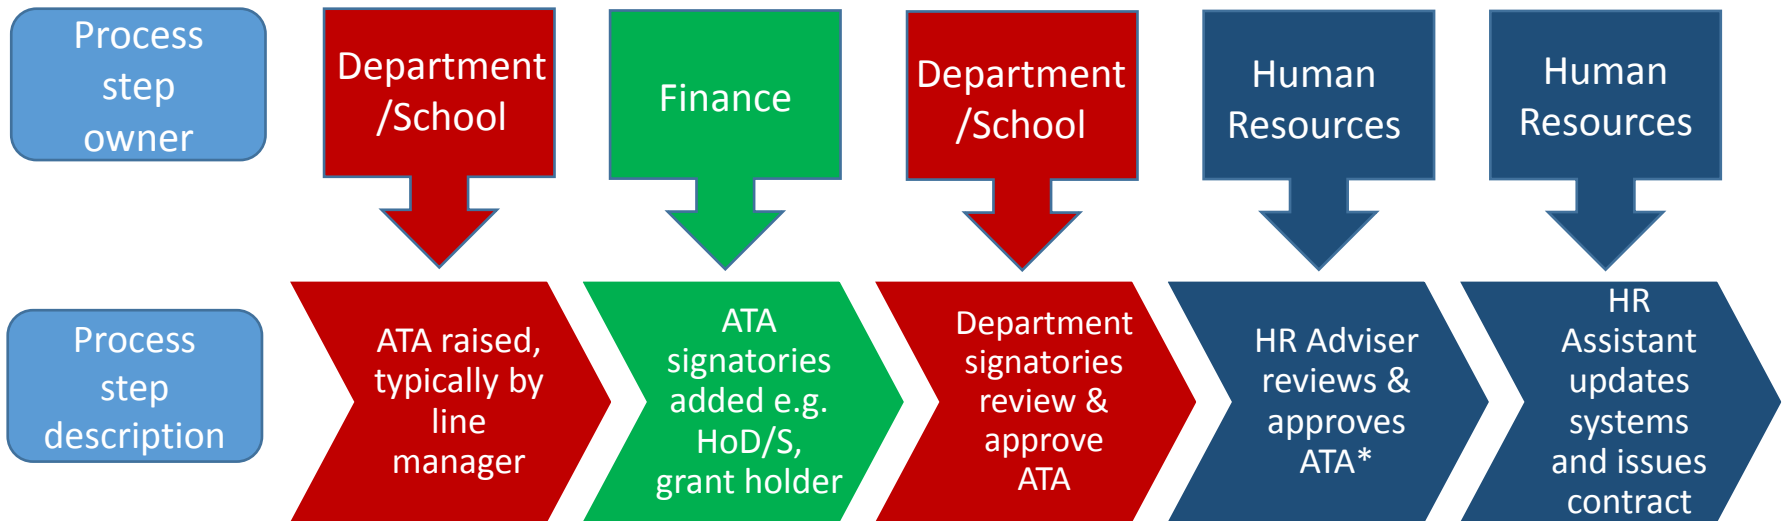 Process
step
owner
Department
/School
Finance
Department
/School
Human
Resources
Human
Resources
Process
step
description
ATA raised,
typically by
line
manager
ATA
signatories
added e.g.
HoD/S,
grant holder
Department
signatories
review &
approve
ATA
HR Adviser
reviews &
approves
ATA*
HR
Assistant
updates
systems
and issues
contract